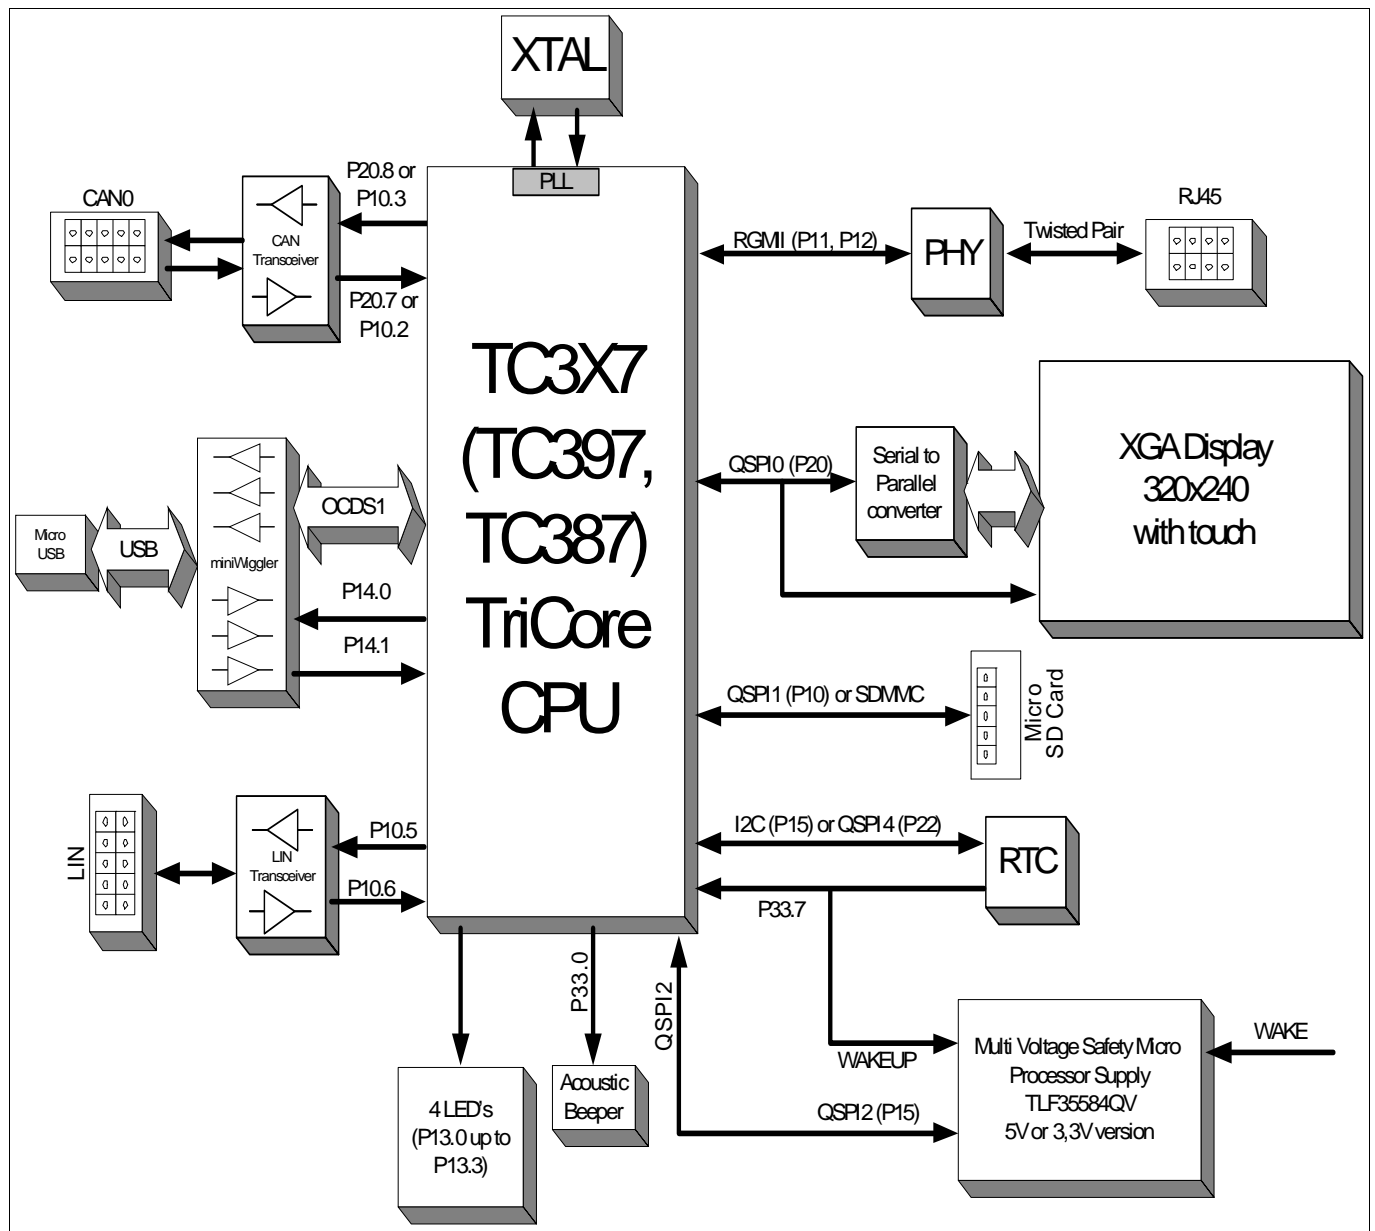 XTAL
PLL
P20.8 or
P10.3
CAN0
CAN
Transceiver
P20.7 or
P10.2
RGMII (P11, P12)
PHY
Twisted Pair
RJ45
TC3X7
(TC397,
TC387)
TriCore
CPU
QSPI0 (P20)
Serial to
Parallel
converter
XGA Display
320x240
with touch
Micro
USB
USB
miniWiggler
OCDS1
P14.0
P14.1
QSPI1 (P10) or SDMMC
Micro
SD Card
LIN
LIN
Transceiver
P10.5
P10.6
I2C (P15) or QSPI4 (P22)
RTC
P33.7
P33.0
QSPI2
4 LED's
(P13.0 up to
P13.3)
Acoustic
Beeper
WAKEUP
QSPI2 (P15)
Multi Voltage Safety Micro
Processor Supply
TLF35584QV
5V or 3,3V version
WAKE